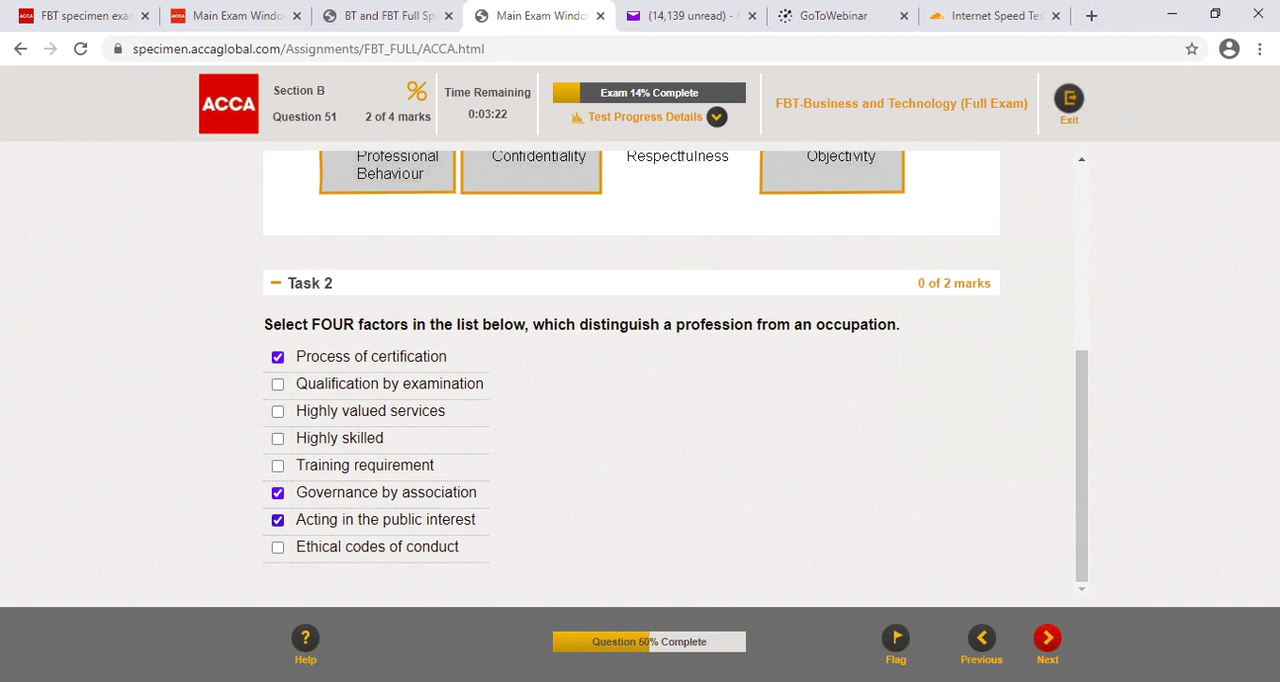 FBT specimen exar
Main Exam Windo
BT and FBT Full Sp
Main Exam Windo
(14,139 unread) - f
GoToWebinar
Internet Speed Tes
specimen.accaglobal.com/Assignments/FBT_FULL/ACCA.html
ACCA
Section B
Question 51
%
2 of 4 marks
Time Remaining
0:03:22
Exam 14% Complete
Test Progress Details
FBT-Business and Technology (Full Exam)
Exit
Professional Behaviour
Confidentiality
Respectfulness
Objectivity
Task 2
0 of 2 marks
Select FOUR factors in the list below, which distinguish a profession from an occupation.
Process of certification
Qualification by examination
Highly valued services
Highly skilled
Training requirement
Governance by association
Acting in the public interest
Ethical codes of conduct
Help
Question 50% Complete
Flag
Previous
Next